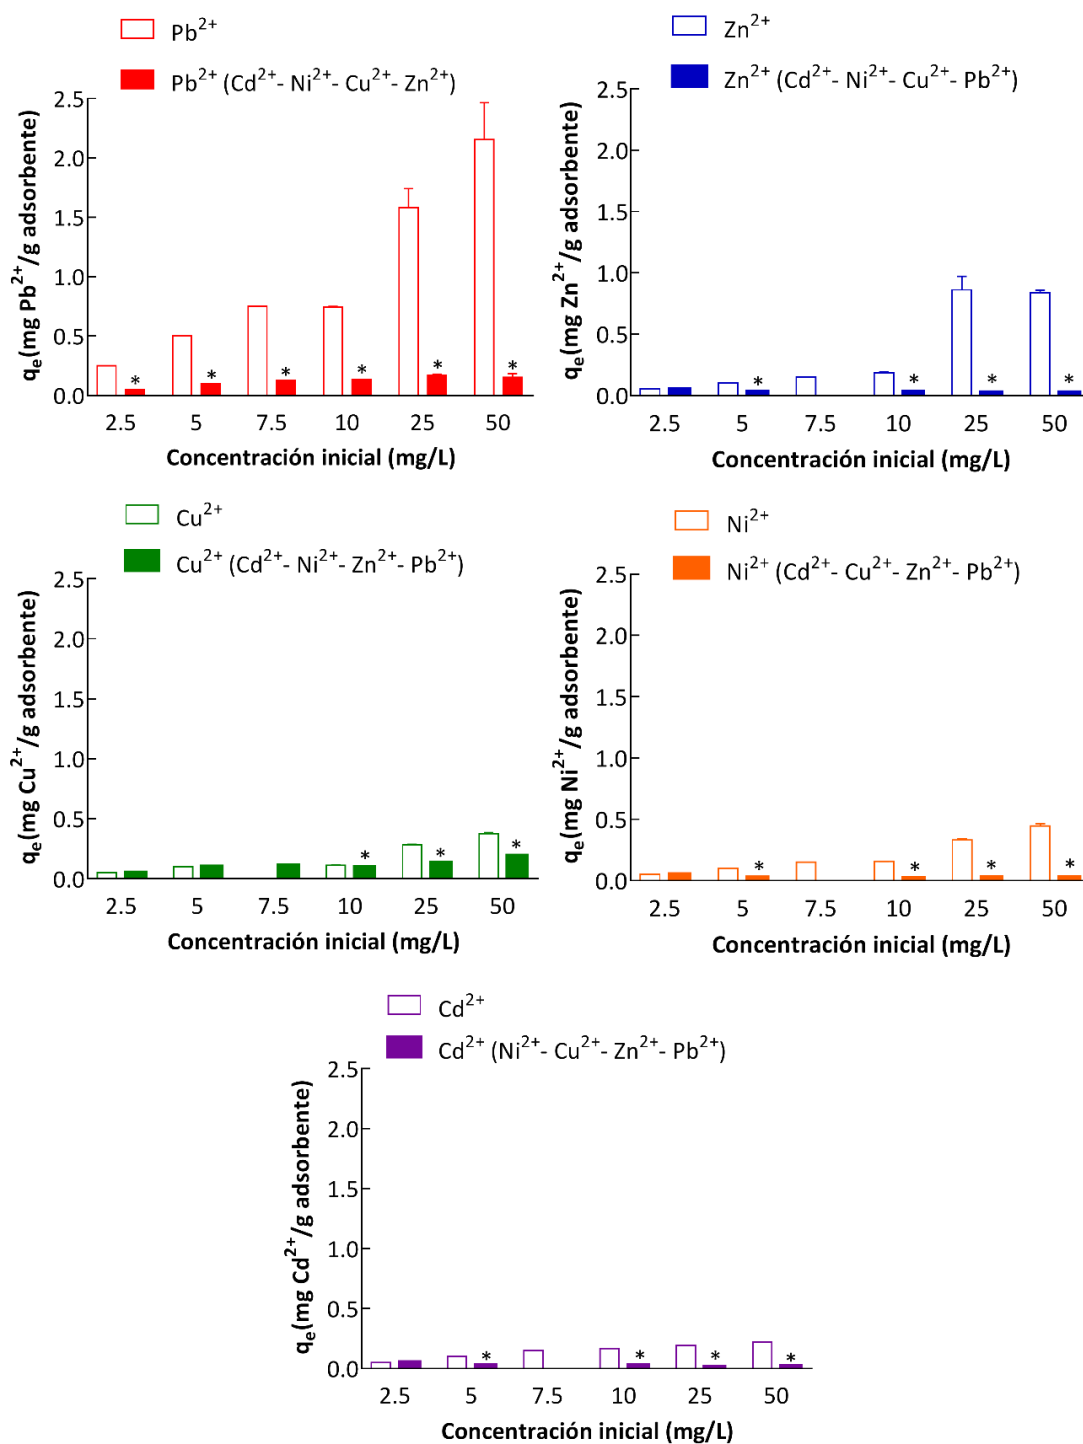 Pb²⁺
Pb²⁺ (Cd²⁺- Ni²⁺- Cu²⁺- Zn²⁺)
qₑ(mg Pb²⁺/g adsorbente)
2.5
2.0
1.5
1.0
0.5
0.0
* * * * * *
2.5 5 7.5 10 25 50
Concentración inicial (mg/L)
Zn²⁺
Zn²⁺ (Cd²⁺- Ni²⁺- Cu²⁺- Pb²⁺)
qₑ(mg Zn²⁺/g adsorbente)
2.5
2.0
1.5
1.0
0.5
0.0
* * * *
2.5 5 7.5 10 25 50
Concentración inicial (mg/L)
Cu²⁺
Cu²⁺ (Cd²⁺- Ni²⁺- Zn²⁺- Pb²⁺)
qₑ(mg Cu²⁺/g adsorbente)
2.5
2.0
1.5
1.0
0.5
0.0
* * *
2.5 5 7.5 10 25 50
Concentración inicial (mg/L)
Ni²⁺
Ni²⁺ (Cd²⁺- Cu²⁺- Zn²⁺- Pb²⁺)
qₑ(mg Ni²⁺/g adsorbente)
2.5
2.0
1.5
1.0
0.5
0.0
* * * *
2.5 5 7.5 10 25 50
Concentración inicial (mg/L)
Cd²⁺
Cd²⁺ (Ni²⁺- Cu²⁺- Zn²⁺- Pb²⁺)
qₑ(mg Cd²⁺/g adsorbente)
2.5
2.0
1.5
1.0
0.5
0.0
* * * *
2.5 5 7.5 10 25 50
Concentración inicial (mg/L)